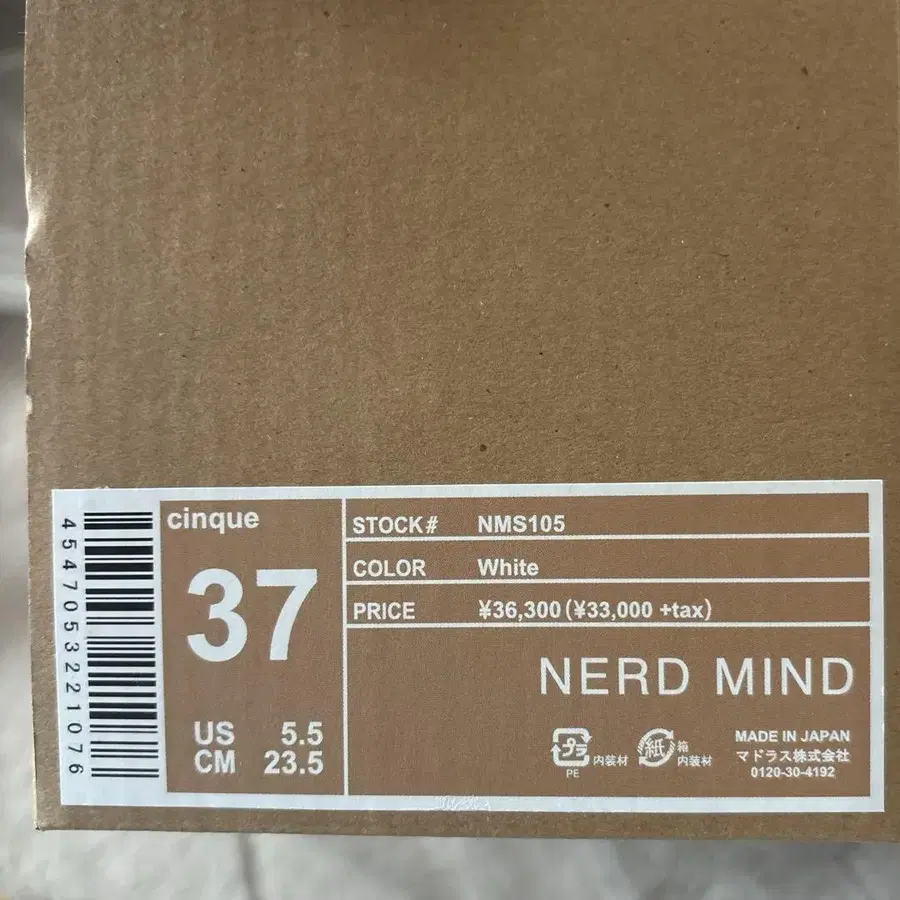 4547053221076
cinque
37
US 5.5
CM 23.5
STOCK# NMS105
COLOR White
PRICE ¥36,300(¥33,000 +tax)
NERD MIND
プラ
PE
内装材
紙
箱
内装材
MADE IN JAPAN
マドラス株式会社
0120-30-4192